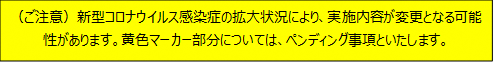 （ご注意）新型コロナウイルス感染症の拡大状況により、実施内容が変更となる可能
性があります。黄色マーカー部分については、ペンディング事項といたします。